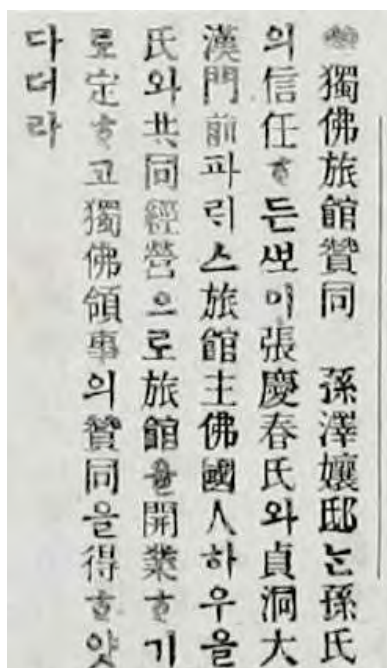 獨佛旅館贊同　孫澤孃邸는孫氏
의信任ᄒᆞ든ᄲᅩ이張慶春氏와貞洞大
漢門前파리스旅館主佛國人하우을
氏와共同經營으로旅館을開業ᄒᆞ기
로定ᄒᆞ고獨佛領事의贊同을得ᄒᆞ얏
다더라